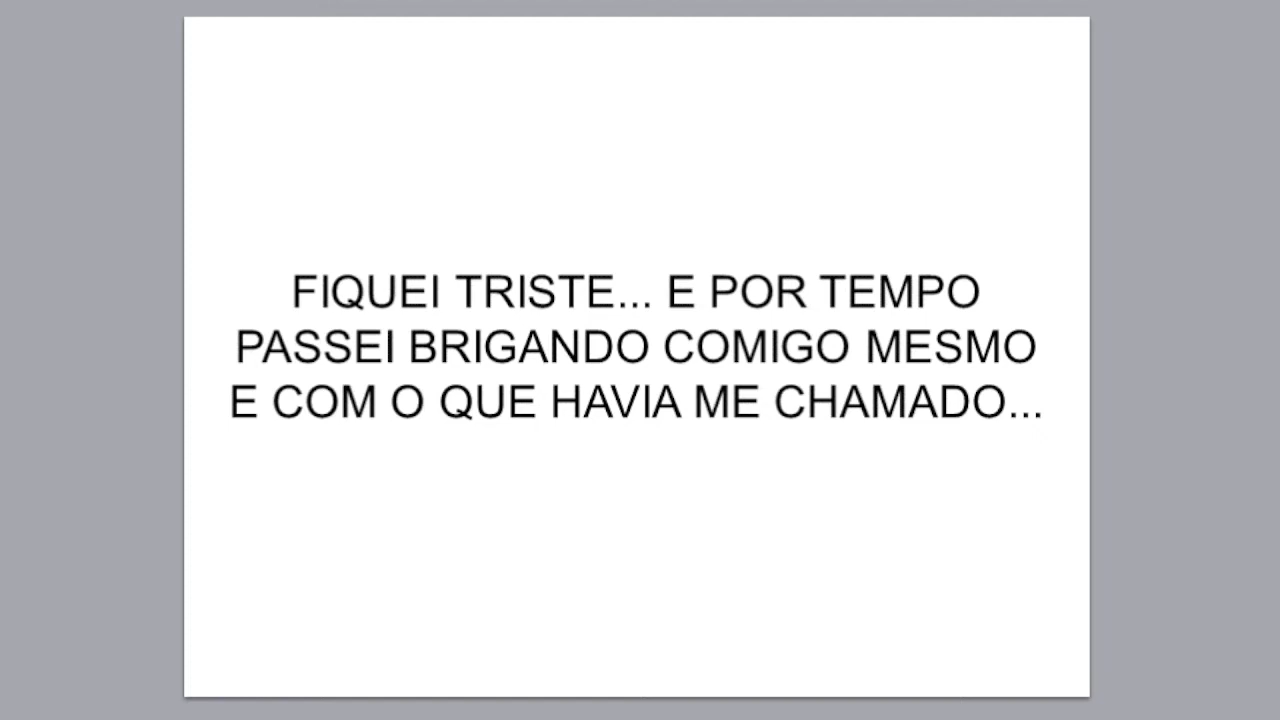 FIQUEI TRISTE... E POR TEMPO
PASSEI BRIGANDO COMIGO MESMO
E COM O QUE HAVIA ME CHAMADO...